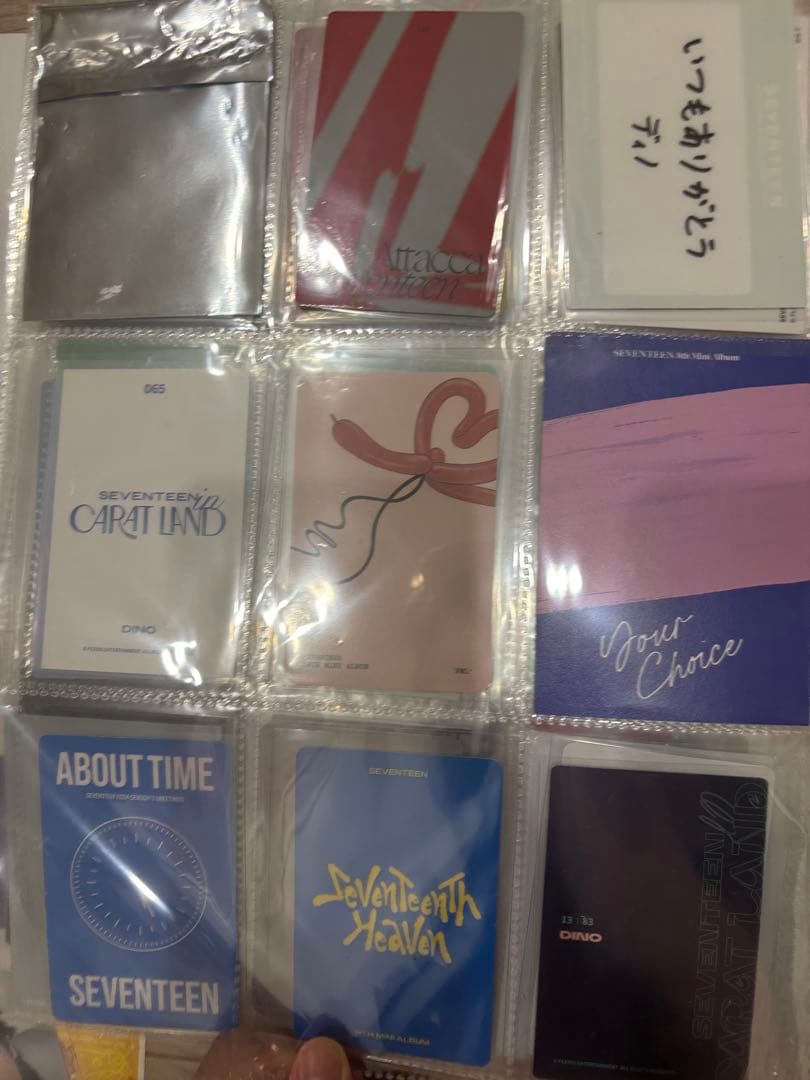 Attacca
Seventeen
いつもありがとう
ディノ
SEVENTEEN
065
SEVENTEEN in
CARAT LAND
DINO
SEVENTEEN 8th Mini Album
Your
Choice
ABOUT TIME
SEVENTEEN
SEVENTEEN
SEVENTEENTH
HEAVEN
11TH MINI ALBUM
DINO
SEVENTEEN in
CARAT LAND